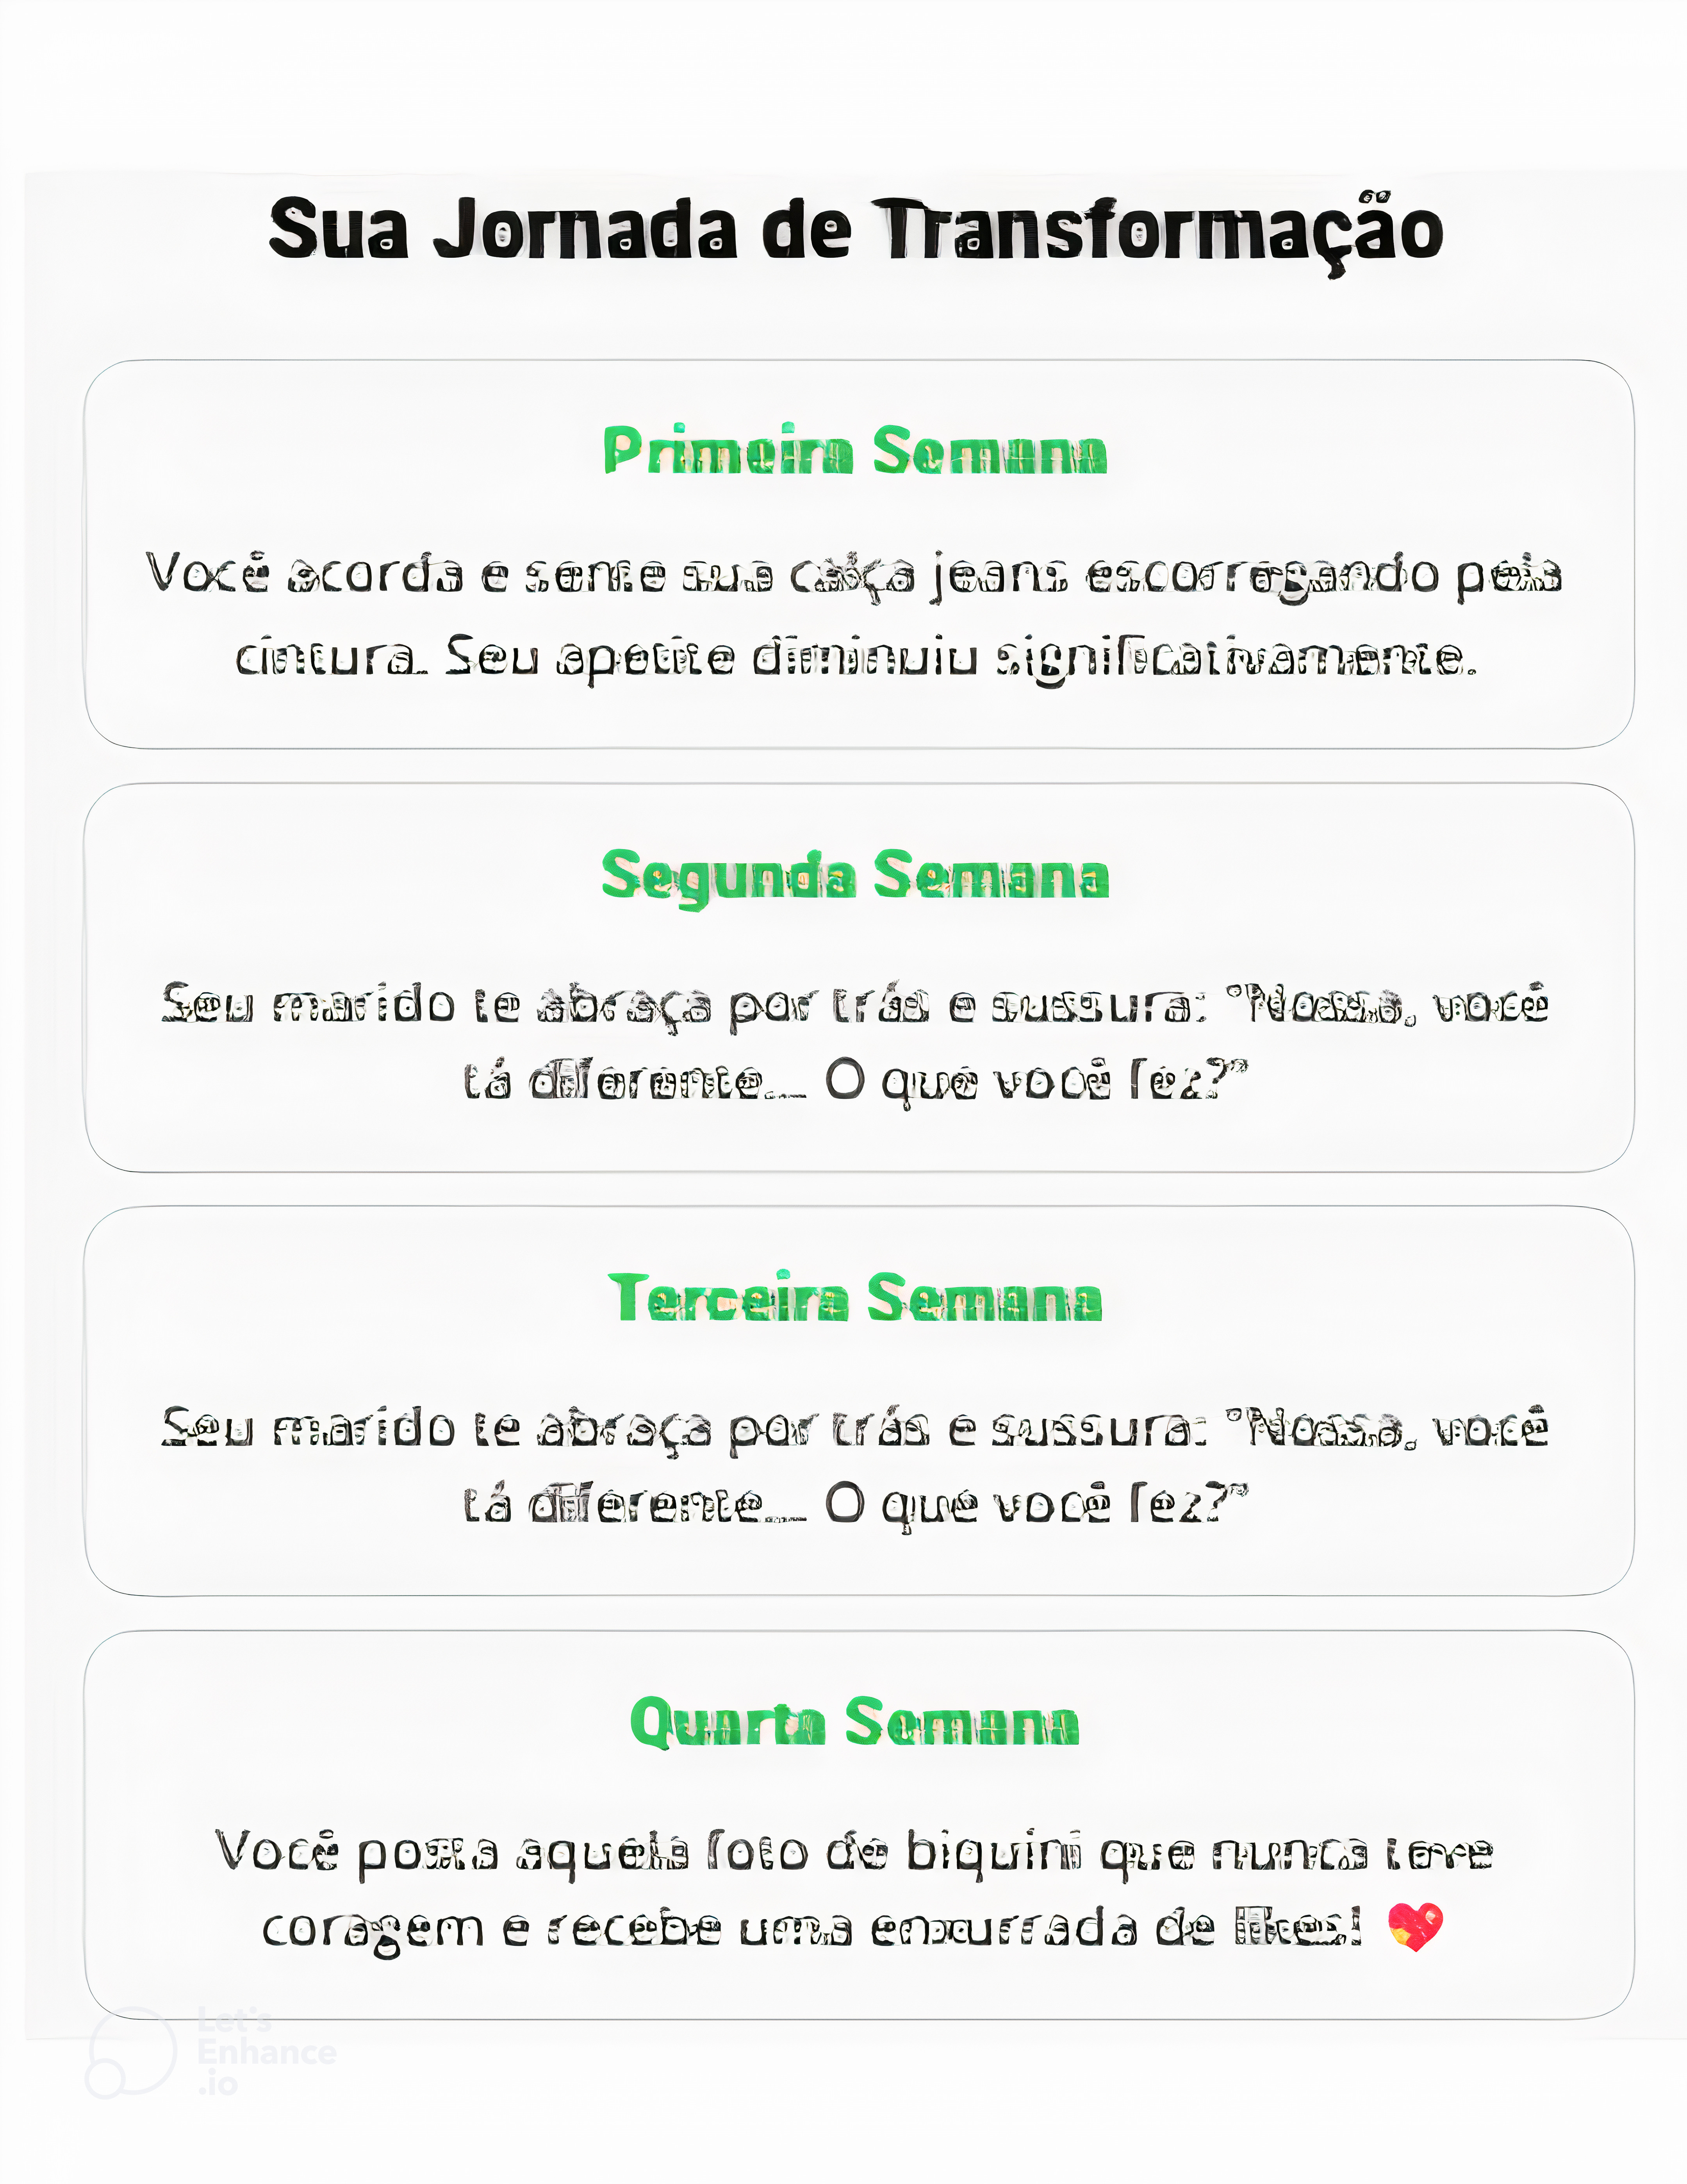 Sua Jornada de Transformação
Primeira Semana
Você acorda e sente sua calça jeans escorregando pela
cintura. Seu apetite diminuiu significativamente.
Segunda Semana
Seu marido te abraça por trás e sussura: "Nossa, você
tá diferente... O que você fez?"
Terceira Semana
Seu marido te abraça por trás e sussura: "Nossa, você
tá diferente... O que você fez?"
Quarta Semana
Você posta aquela foto de biquíni que nunca teve
coragem e recebe uma enxurrada de likes! ❤️
Let's
Enhance
.io